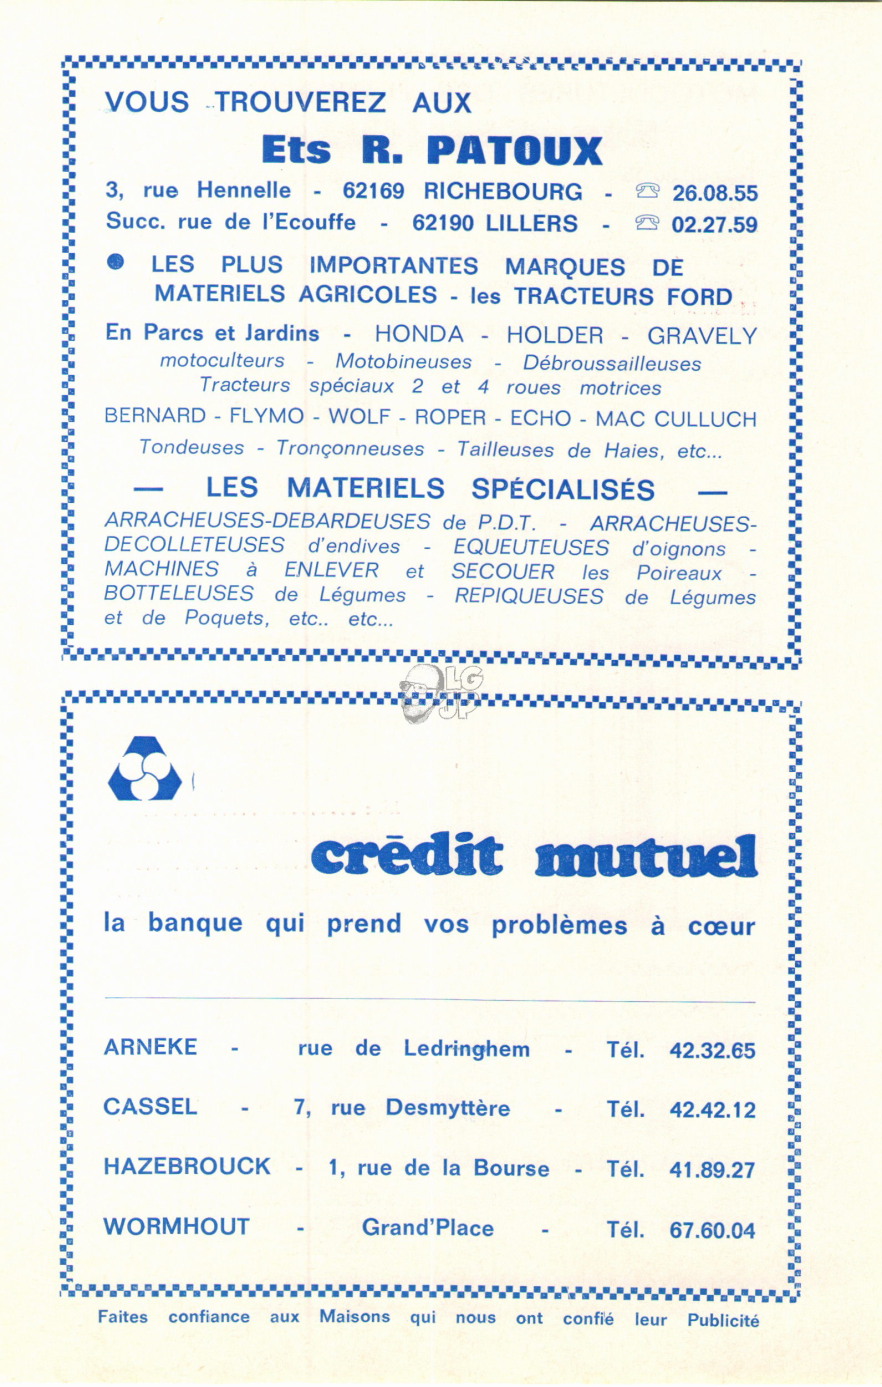 VOUS TROUVEREZ AUX
Ets R. PATOUX
3, rue Hennelle - 62169 RICHEBOURG - ☎ 26.08.55
Succ. rue de l'Ecouffe - 62190 LILLERS - ☎ 02.27.59
● LES PLUS IMPORTANTES MARQUES DE
MATERIELS AGRICOLES - les TRACTEURS FORD
En Parcs et Jardins - HONDA - HOLDER - GRAVELY
motoculteurs - Motobineuses - Débroussailleuses
Tracteurs spéciaux 2 et 4 roues motrices
BERNARD - FLYMO - WOLF - ROPER - ECHO - MAC CULLUCH
Tondeuses - Tronçonneuses - Tailleuses de Haies, etc...
— LES MATERIELS SPÉCIALISÉS —
ARRACHEUSES-DEBARDEUSES de P.D.T. - ARRACHEUSES-
DECOLLETEUSES d'endives - EQUEUTEUSES d'oignons -
MACHINES à ENLEVER et SECOUER les Poireaux -
BOTTELEUSES de Légumes - REPIQUEUSES de Légumes
et de Poquets, etc.. etc...
LG
JP
crédit mutuel
la banque qui prend vos problèmes à cœur
ARNEKE - rue de Ledringhem - Tél. 42.32.65
CASSEL - 7, rue Desmyttère - Tél. 42.42.12
HAZEBROUCK - 1, rue de la Bourse - Tél. 41.89.27
WORMHOUT - Grand'Place - Tél. 67.60.04
Faites confiance aux Maisons qui nous ont confié leur Publicité